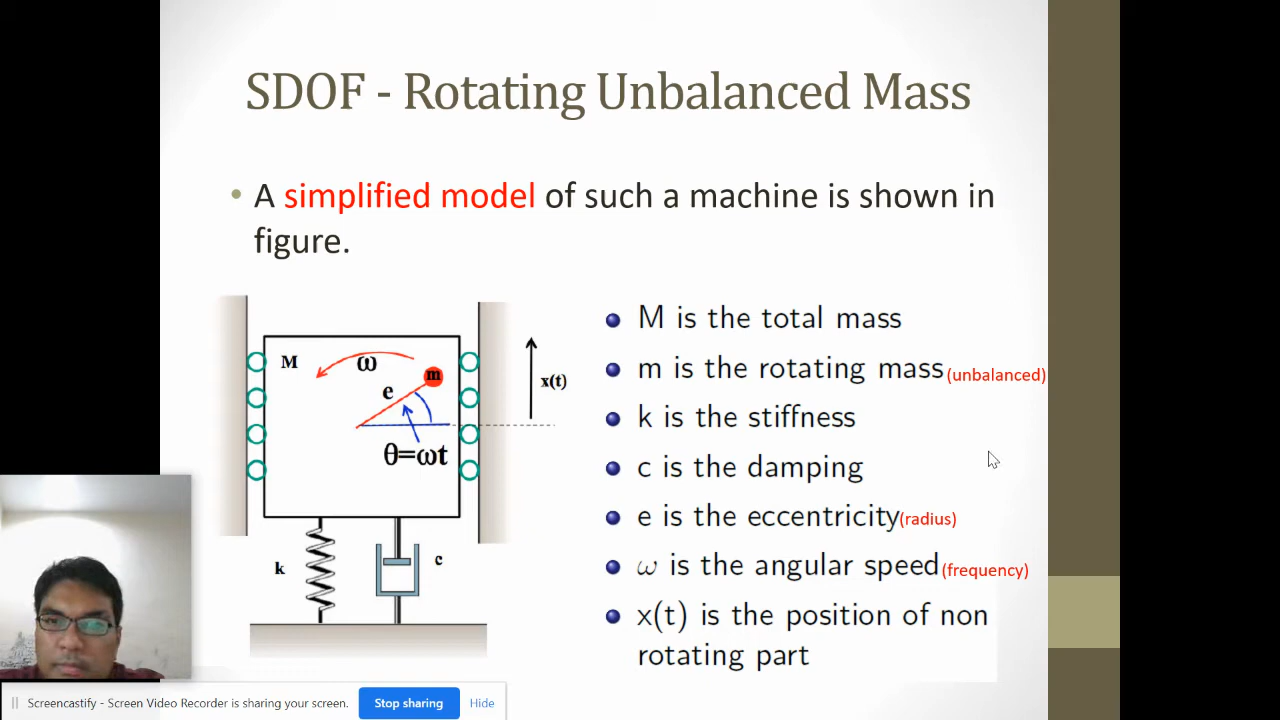 SDOF - Rotating Unbalanced Mass
• A simplified model of such a machine is shown in
figure.
M
ω
m
e
x(t)
θ=ωt
k
c
M is the total mass
m is the rotating mass (unbalanced)
k is the stiffness
c is the damping
e is the eccentricity (radius)
ω is the angular speed (frequency)
x(t) is the position of non
rotating part
Screencastify - Screen Video Recorder is sharing your screen.
Stop sharing
Hide